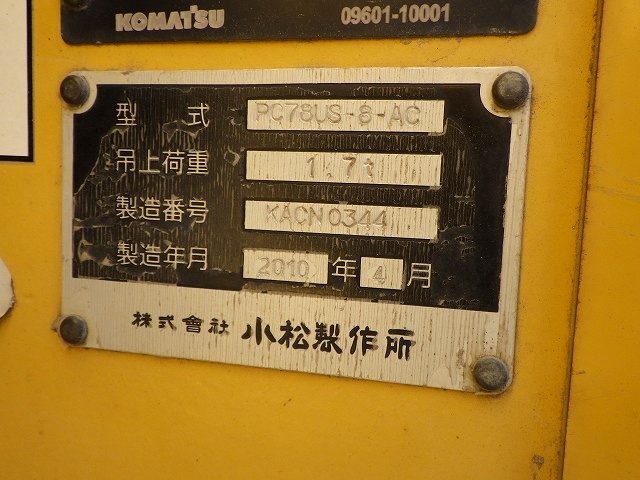 KOMATSU 09601-10001
型 式 PC78US-8-AC
吊上荷重 1.7t
製造番号 KACN0344
製造年月 2010 年 4 月
株式會社 小松製作所